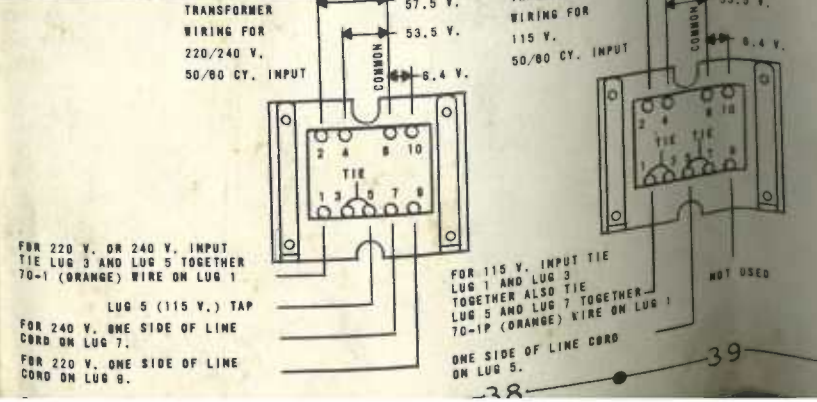 TRANSFORMER
WIRING FOR
220/240 V.
50/60 CY. INPUT
57.5 V.
53.5 V.
COMMON
6.4 V.
2 4 8 10
TIE
1 3 5 7 9
FOR 220 V. OR 240 V. INPUT
TIE LUG 3 AND LUG 5 TOGETHER
70-1 (ORANGE) WIRE ON LUG 1
LUG 5 (115 V.) TAP
FOR 240 V. ONE SIDE OF LINE
CORD ON LUG 7.
FOR 220 V. ONE SIDE OF LINE
CORD ON LUG 9.
WIRING FOR
115 V.
50/60 CY. INPUT
COMMON
6.4 V.
2 4 8 10
TIE TIE
1 3 5 7 9
FOR 115 V. INPUT TIE
LUG 1 AND LUG 3
TOGETHER ALSO TIE
LUG 5 AND LUG 7 TOGETHER
70-1P (ORANGE) WIRE ON LUG 1
NOT USED
ONE SIDE OF LINE CORD
ON LUG 5.
38
39